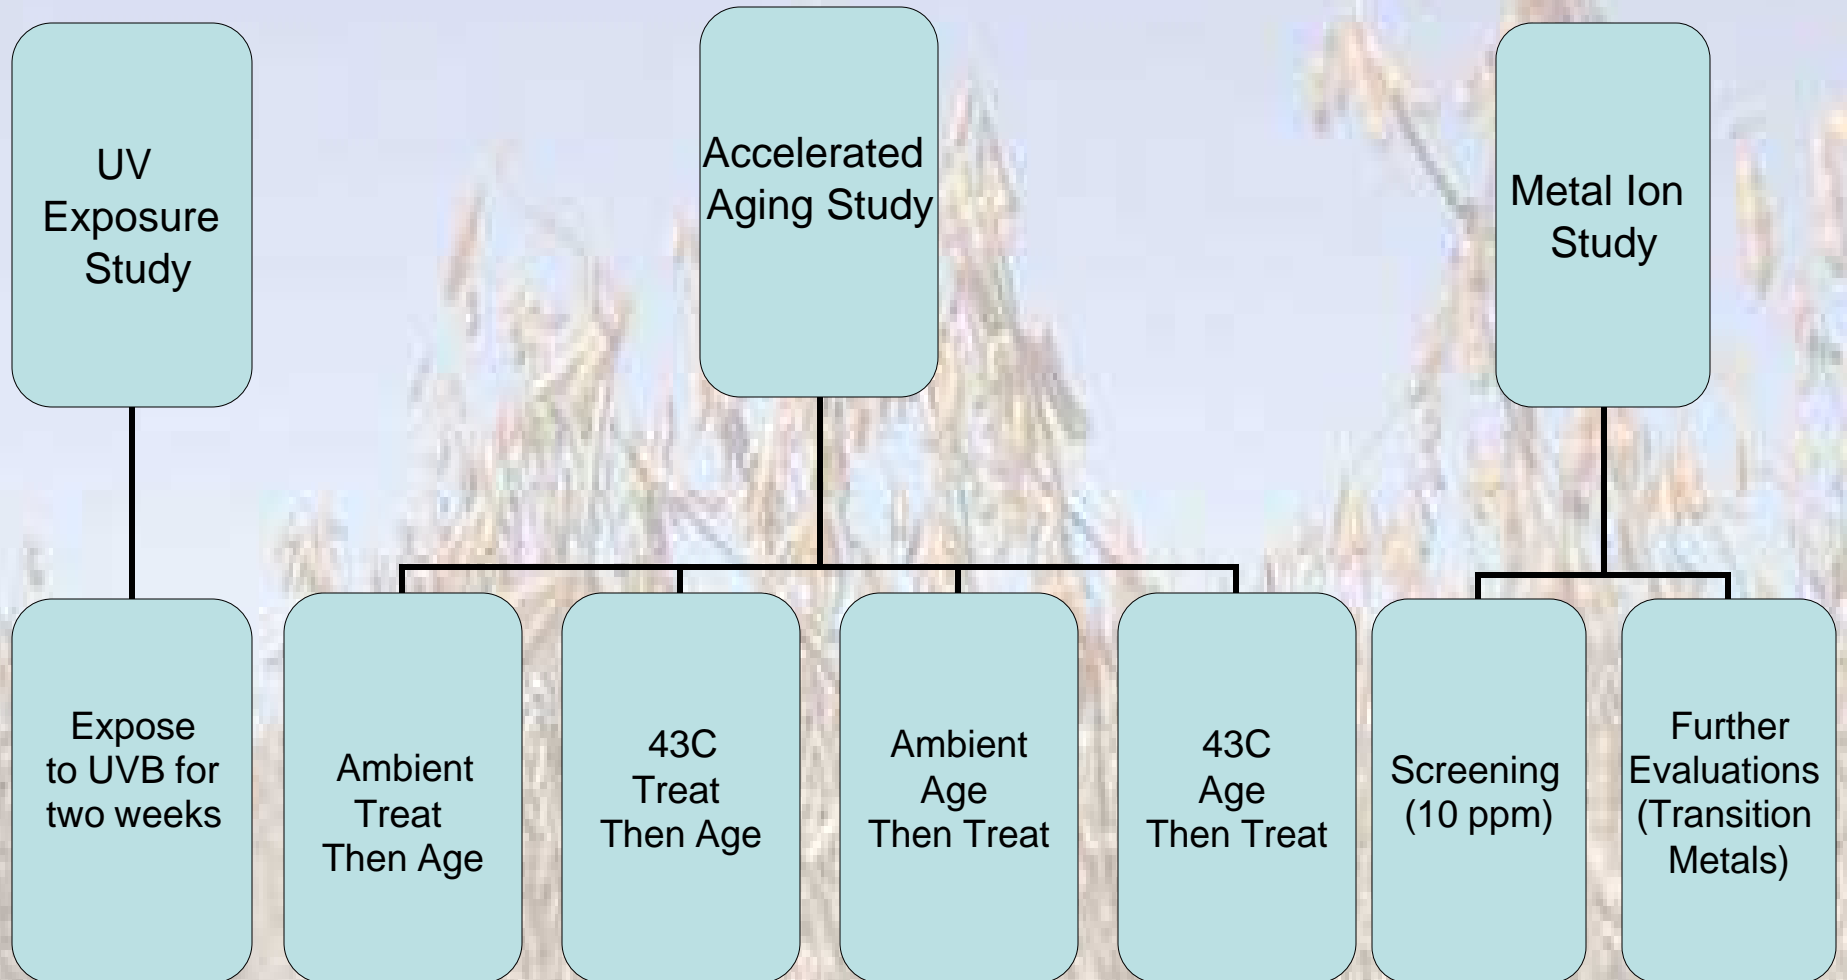 UV
Exposure
Study
Accelerated
Aging Study
Metal Ion
Study
Expose
to UVB for
two weeks
Ambient
Treat
Then Age
43C
Treat
Then Age
Ambient
Age
Then Treat
43C
Age
Then Treat
Screening
(10 ppm)
Further
Evaluations
(Transition
Metals)